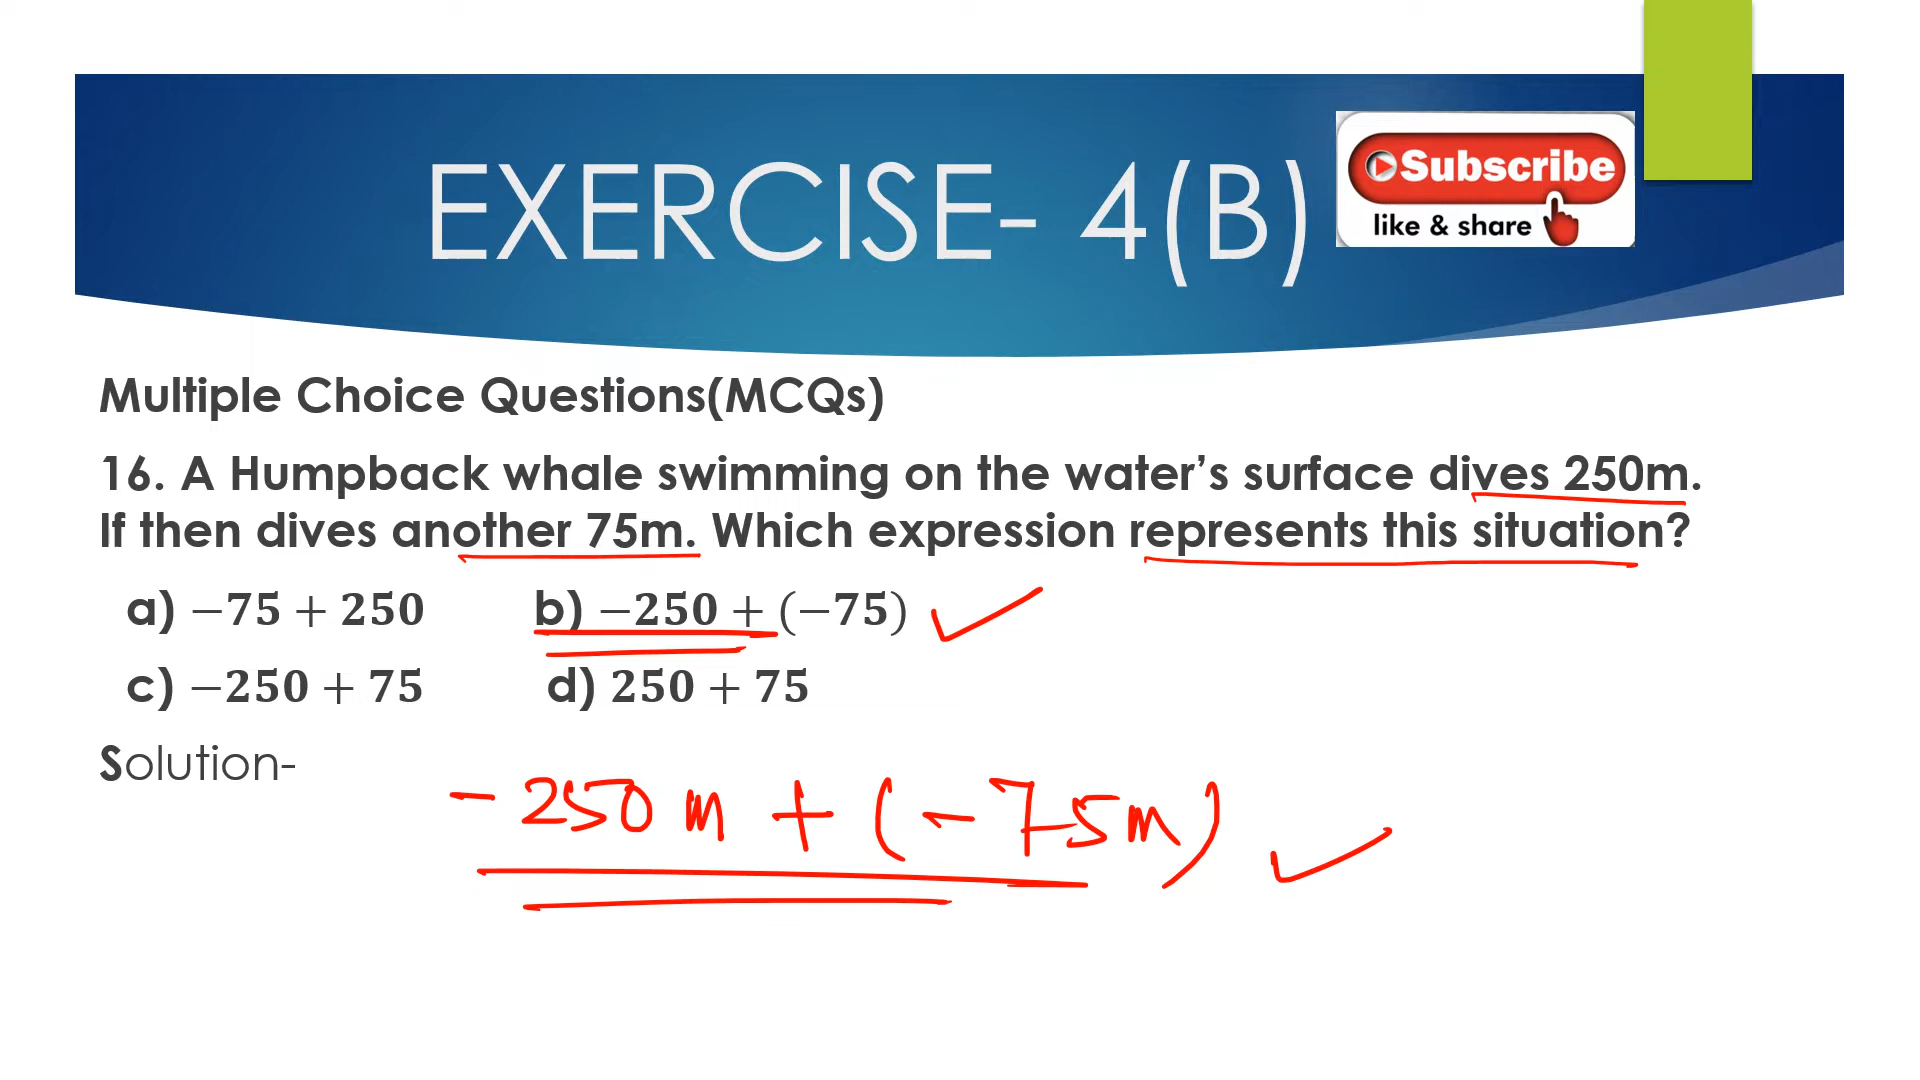 EXERCISE- 4(B)
Subscribe
like & share
Multiple Choice Questions(MCQs)
16. A Humpback whale swimming on the water’s surface dives 250m.
If then dives another 75m. Which expression represents this situation?
a) −75 + 250 b) −250 + (−75)
c) −250 + 75 d) 250 + 75
Solution-
-250 m + (-75m)